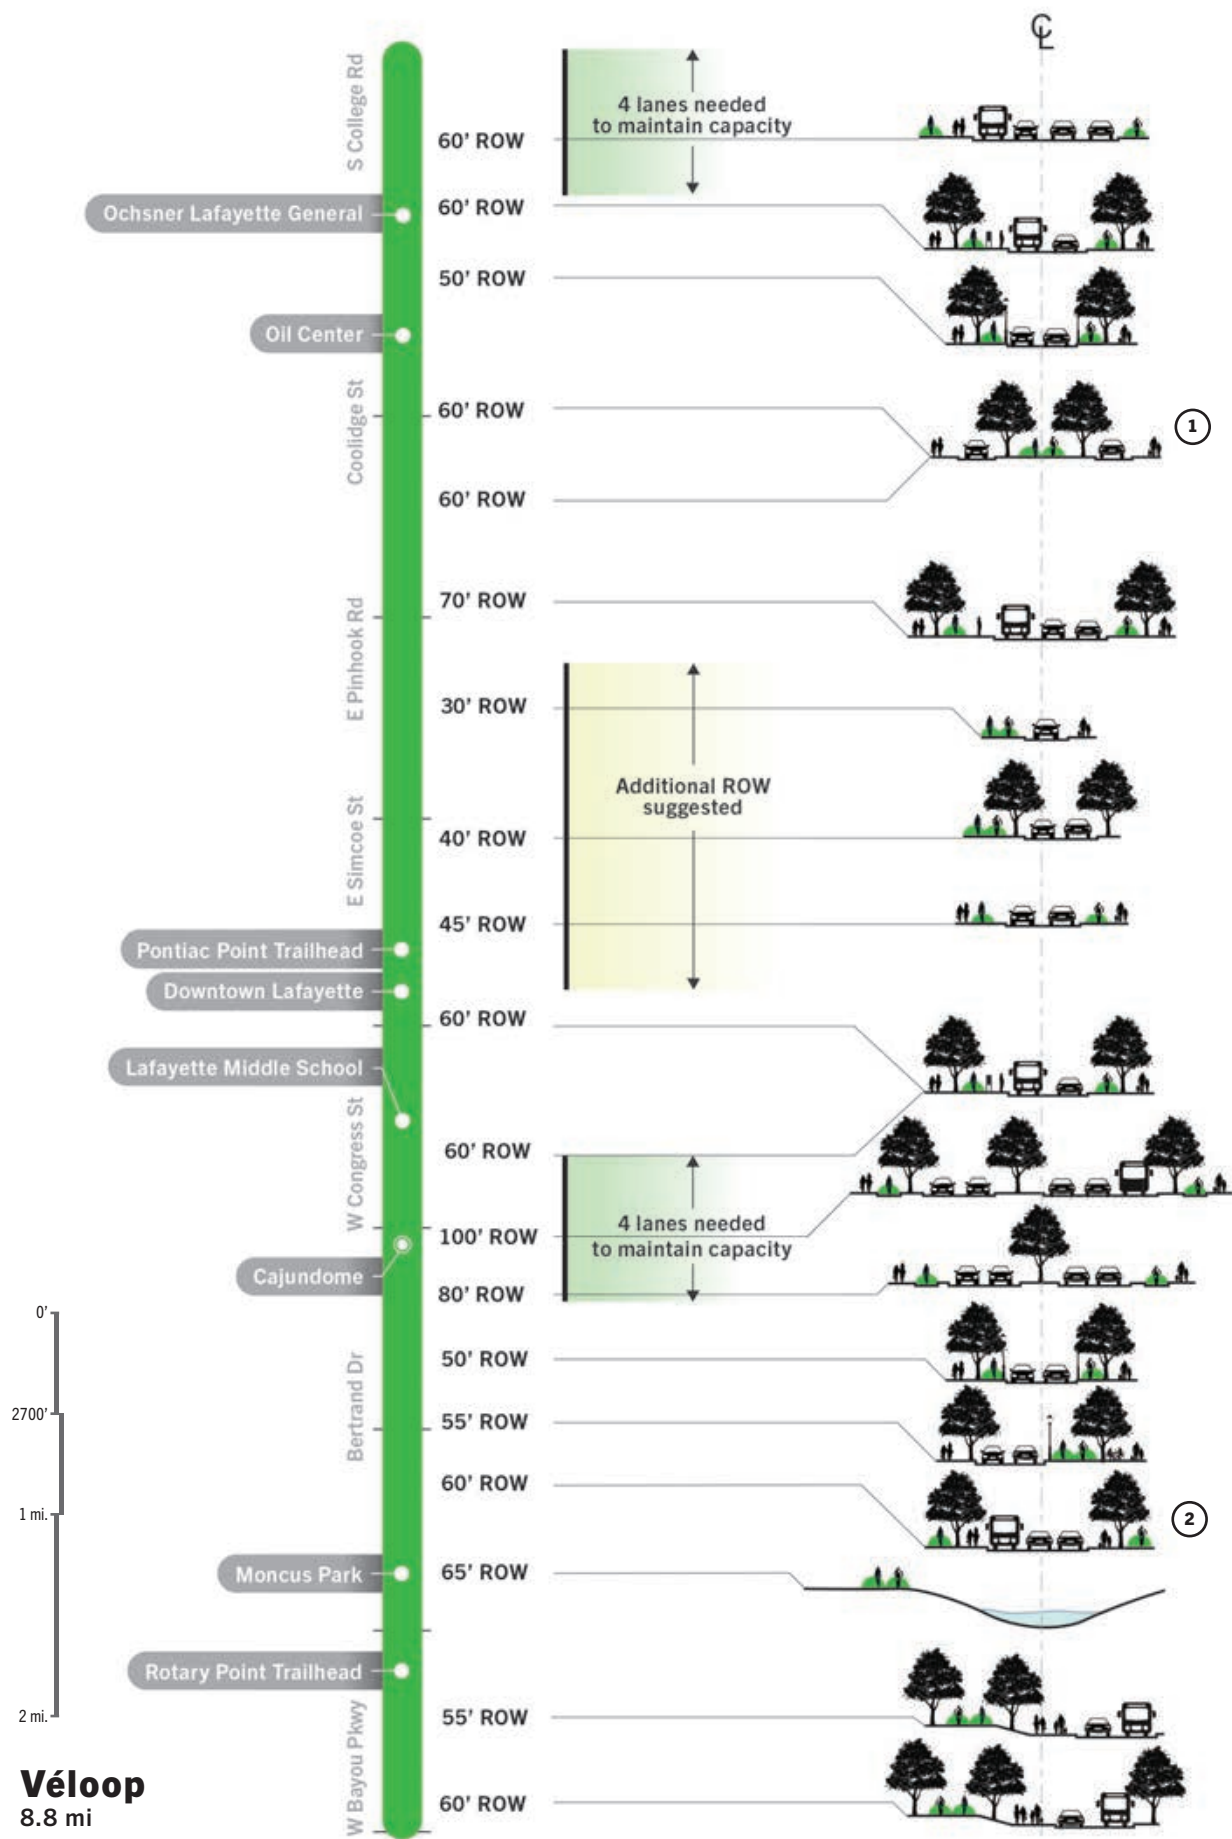 ℄
S College Rd
4 lanes needed
to maintain capacity
60' ROW
Ochsner Lafayette General
60' ROW
50' ROW
Oil Center
Coolidge St
60' ROW
1
60' ROW
70' ROW
E Pinhook Rd
30' ROW
Additional ROW
suggested
E Simcoe St
40' ROW
45' ROW
Pontiac Point Trailhead
Downtown Lafayette
60' ROW
Lafayette Middle School
W Congress St
60' ROW
4 lanes needed
to maintain capacity
100' ROW
Cajundome
80' ROW
0'
50' ROW
Bertrand Dr
2700'
55' ROW
60' ROW
1 mi.
2
Moncus Park
65' ROW
Rotary Point Trailhead
2 mi.
55' ROW
W Bayou Pkwy
Véloop
8.8 mi
60' ROW